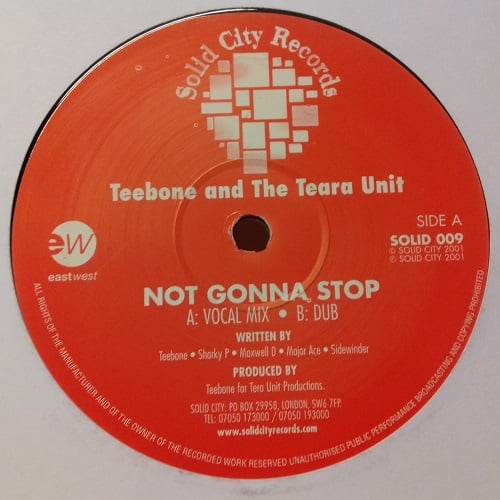 Solid City Records
Teebone and The Teara Unit
SIDE A
SOLID 009
© SOLID CITY 2001
℗ SOLID CITY 2001
ew
eastwest
NOT GONNA STOP
A: VOCAL MIX • B: DUB
WRITTEN BY
Teebone • Sharky P • Maxwell D • Major Ace • Sidewinder
PRODUCED BY
Teebone for Tera Unit Productions.
SOLID CITY: PO BOX 29958, LONDON, SW6 7FP.
TEL: 07050 173000 / 07050 193000
www.solidcityrecords.com
ALL RIGHTS OF THE MANUFACTURER AND OF THE OWNER OF THE RECORDED WORK RESERVED UNAUTHORISED PUBLIC PERFORMANCE BROADCASTING AND COPYING PROHIBITED.